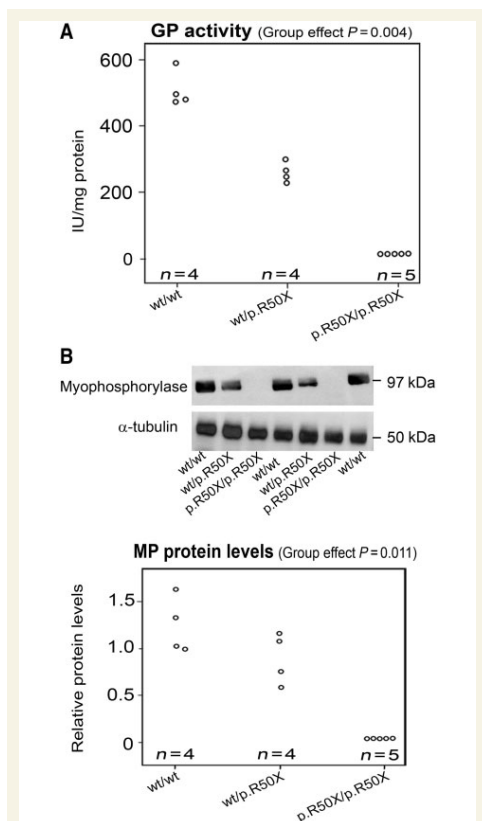 A
GP activity (Group effect P=0.004)
IU/mg protein
600
400
200
0
n=4
n=4
n=5
wt/wt
wt/p.R50X
p.R50X/p.R50X
B
Myophosphorylase
97 kDa
α-tubulin
50 kDa
wt/wt
wt/p.R50X
p.R50X/p.R50X
wt/wt
wt/p.R50X
p.R50X/p.R50X
wt/wt
MP protein levels (Group effect P=0.011)
Relative protein levels
1.5
1.0
0.5
0
n=4
n=4
n=5
wt/wt
wt/p.R50X
p.R50X/p.R50X